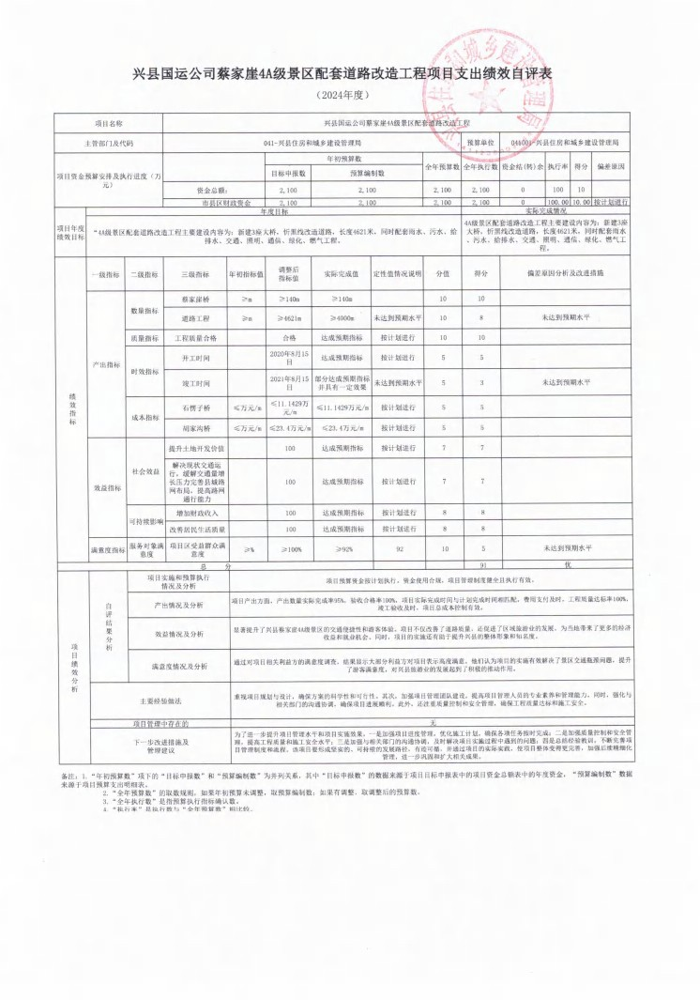 兴县国运公司蔡家崖4A级景区配套道路改造工程项目支出绩效自评表
（2024年度）
项目名称 兴县国运公司蔡家崖4A级景区配套道路改造工程
主管部门及代码 041-兴县住房和城乡建设管理局 预算单位 041001-兴县住房和城乡建设管理局
项目资金预算安排及执行进度（万元） 年初预算数 全年预算数 全年执行数 资金结(转)余 执行率 得分 偏差原因
目标申报数 预算编制数
资金总额: 2,100 2,100 2,100 2,100 0 100 10
市县区财政资金 2,100 2,100 2,100 2,100 0 100.00 10.00 按计划进行
项目年度绩效目标 年度目标 实际完成情况
“4A级景区配套道路改造工程主要建设内容为：新建3座大桥、忻黑线改造道路，长度4621米，同时配套雨水、污水、给
排水、交通、照明、通信、绿化、燃气工程。
4A级景区配套道路改造工程主要建设内容为：新建3座
大桥、忻黑线改造道路，长度4621米，同时配套雨水
、污水、给排水、交通、照明、通信、绿化、燃气工
程。
绩效指标
一级指标 二级指标 三级指标 年初指标值 调整后指标值 实际完成值 定性值情况说明 分值 得分 偏差原因分析及改进措施
产出指标 数量指标 蔡家崖桥 ≥m ≥140m ≥140m 10 10
道路工程 ≥m ≥4621m ≥4000m 未达到预期水平 10 8 未达到预期水平
质量指标 工程质量合格 合格 达成预期指标 按计划进行 10 10
时效指标 开工时间 2020年8月15日 达成预期指标 按计划进行 5 5
竣工时间 2021年8月15日 部分达成预期指标并具有一定效果 未达到预期水平 5 3 未达到预期水平
成本指标 石愣子桥 ≤万元/m ≤11.1429万元/m ≤11.1429万元/m 按计划进行 5 5
胡家沟桥 ≤万元/m ≤23.4万元/m ≤23.4万元/m 按计划进行 5 5
效益指标 社会效益 提升土地开发价值 100 达成预期指标 按计划进行 7 7
解决现状交通运
行，缓解交通量增
长压力完善县城路
网布局，提高路网
通行能力 100 达成预期指标 按计划进行 7 7
可持续影响 增加财政收入 100 达成预期指标 按计划进行 8 8
改善居民生活质量 100 达成预期指标 按计划进行 8 8
满意度指标 服务对象满意度 项目区受益群众满意度 ≥% ≥100% ≥92% 92 10 5 未达到预期水平
总 分 91 优
项目绩效分析
自评结果分析
项目实施和预算执行情况及分析 项目预算资金按计划执行，资金使用合规，项目管理制度健全且执行有效。
产出情况及分析 项目产出方面，产出数量实际完成率95%，验收合格率100%，项目实际完成时间与计划完成时间相匹配，费用支付及时，工程质量达标率100%，
竣工验收及时，项目总成本控制有效。
效益情况及分析 显著提升了兴县蔡家崖4A级景区的交通便捷性和游客体验。项目不仅改善了道路质量，还促进了区域旅游业的发展，为当地带来了更多的经济
收益和就业机会。同时，项目的实施还有助于提升兴县的整体形象和知名度。
满意度情况及分析 通过对项目相关利益方的满意度调查，结果显示大部分利益方对项目表示高度满意。他们认为项目的实施有效解决了景区交通瓶颈问题，提升
了游客满意度，对兴县旅游业的发展起到了积极的推动作用。
主要经验做法 重视项目规划与设计，确保方案的科学性和可行性。其次，加强项目管理团队建设，提高项目管理人员的专业素养和管理能力。同时，强化与
相关部门的沟通协调，确保项目进展顺利。此外，还注重质量控制和安全管理，确保工程质量达标和施工安全。
项目管理中存在的 无
下一步改进措施及管理建议 为了进一步提升项目管理水平和项目实施效果，一是加强项目进度管理，优化施工计划，确保各项任务按时完成；二是加强质量控制和安全管
理，提高工程质量和施工安全水平；三是加强与相关部门的沟通协调，及时解决项目实施过程中遇到的问题；四是总结经验教训，不断完善项
目管理制度和流程，
管理，进一步巩固和扩大相关成果。
备注：1.“年初预算数”项下的“目标申报数”和“预算编制数”为并列关系，其中“目标申报数”的数据来源于项目目标申报表中的项目资金总额表中的年度资金，“预算编制数”数据
来源于项目预算支出明细表。
2.“全年预算数”的取数规则，如果年初预算未调整，取预算编制数；如果有调整，取调整后的预算数。
3.“全年执行数”是指预算执行指标确认数。
4.“执行率”是执行数与“全年预算数”相比较。